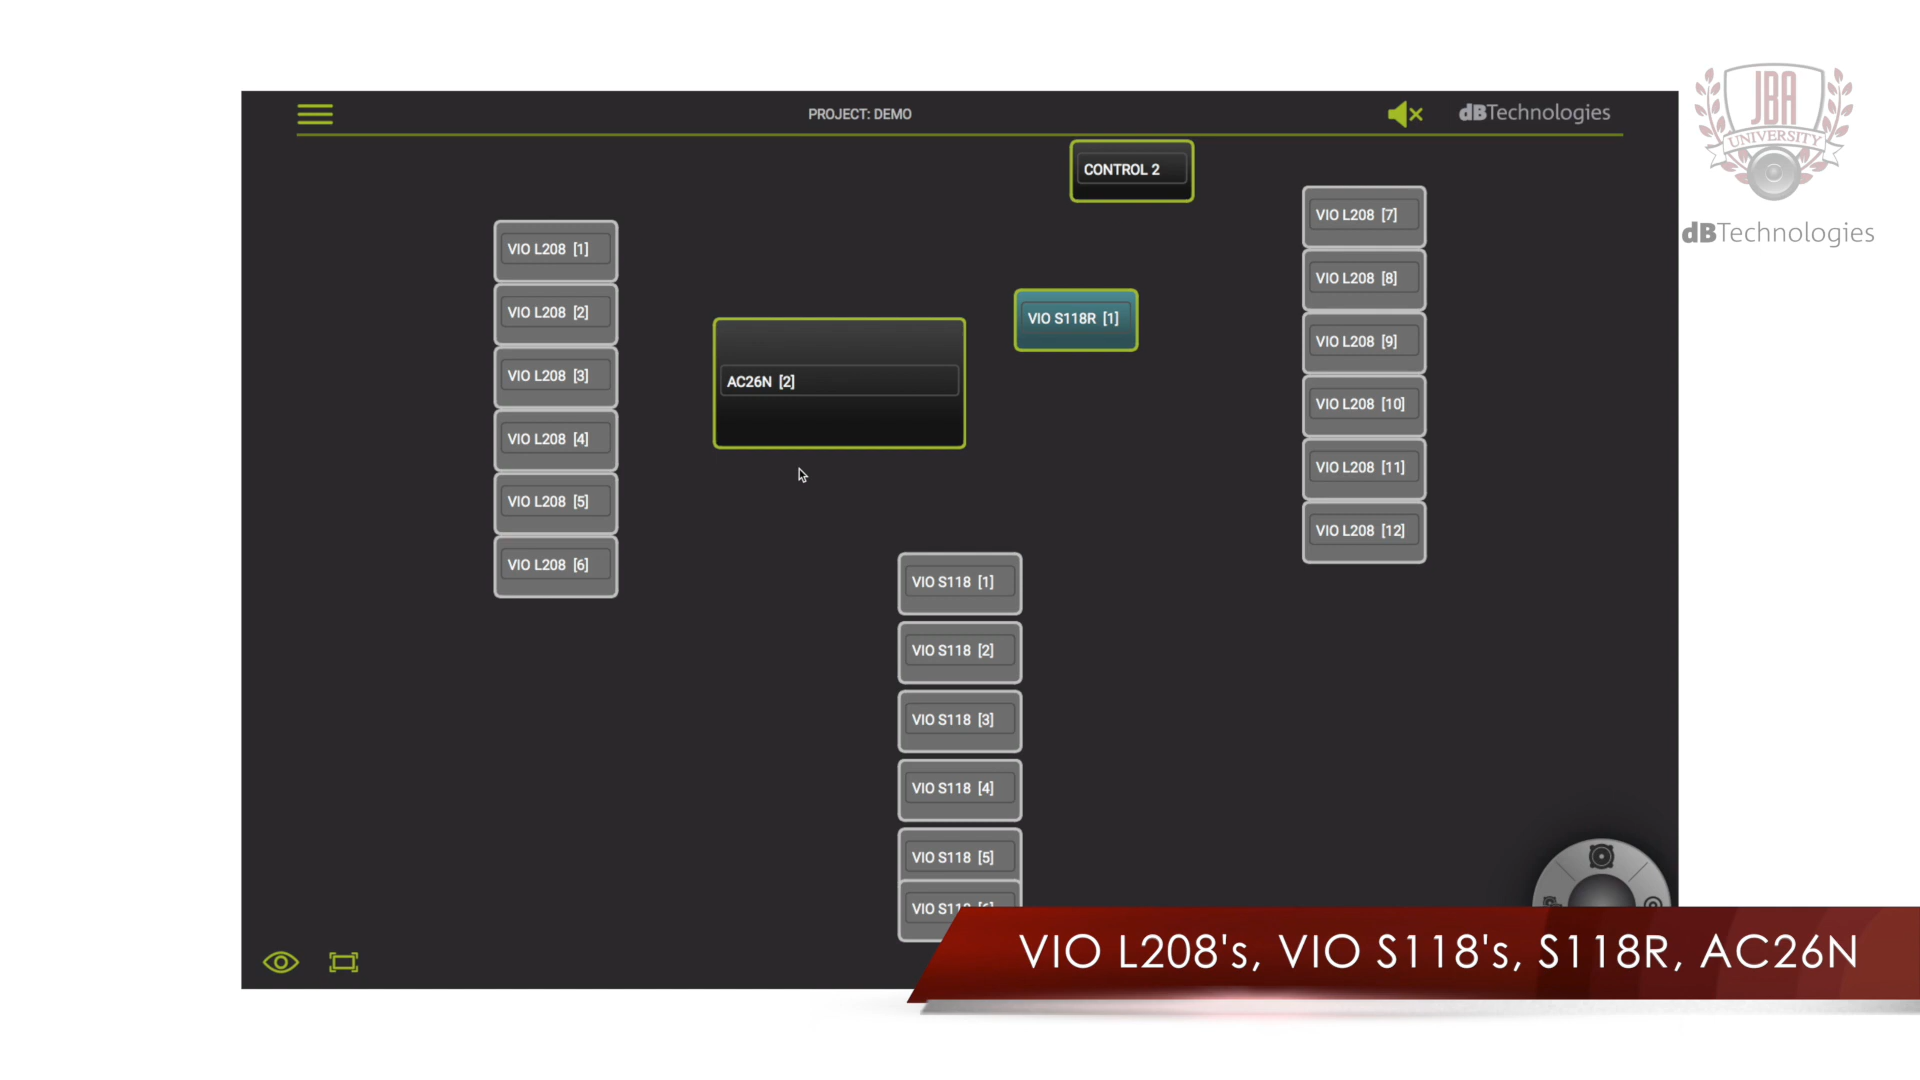 PROJECT: DEMO
dBTechnologies
JBA
UNIVERSITY
dBTechnologies
CONTROL 2
VIO L208 [1]
VIO L208 [2]
VIO L208 [3]
VIO L208 [4]
VIO L208 [5]
VIO L208 [6]
AC26N [2]
VIO S118R [1]
VIO L208 [7]
VIO L208 [8]
VIO L208 [9]
VIO L208 [10]
VIO L208 [11]
VIO L208 [12]
VIO S118 [1]
VIO S118 [2]
VIO S118 [3]
VIO S118 [4]
VIO S118 [5]
VIO
VIO L208's, VIO S118's, S118R, AC26N